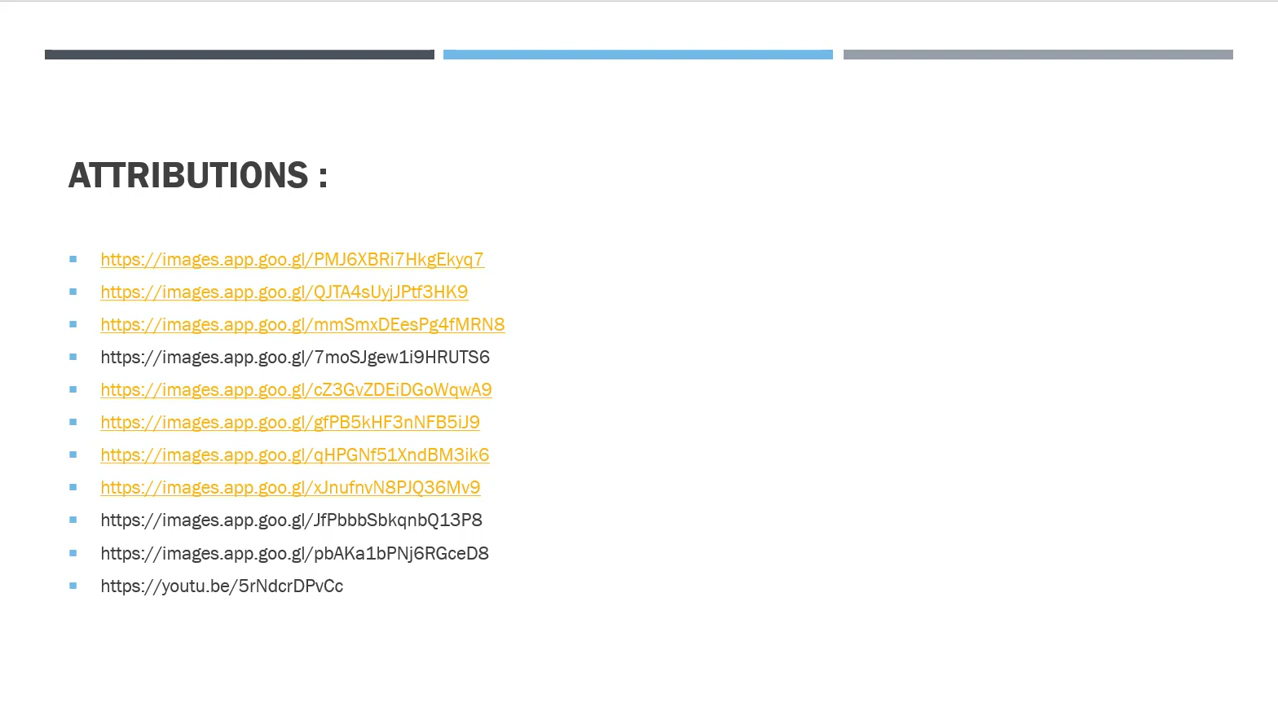 ATTRIBUTIONS :
https://images.app.goo.gl/PMJ6XBRi7HkgEkyq7
https://images.app.goo.gl/QJTA4sUyjJPtf3HK9
https://images.app.goo.gl/mmSmxDEesPg4fMRN8
https://images.app.goo.gl/7moSJgew1i9HRUTS6
https://images.app.goo.gl/cZ3GvZDEiDGoWqwA9
https://images.app.goo.gl/gfPB5kHF3nNFB5iJ9
https://images.app.goo.gl/qHPGNf51XndBM3ik6
https://images.app.goo.gl/xJnufnvN8PJQ36Mv9
https://images.app.goo.gl/JfPbbbSbkqnbQ13P8
https://images.app.goo.gl/pbAKa1bPNj6RGceD8
https://youtu.be/5rNdcrDPvCc